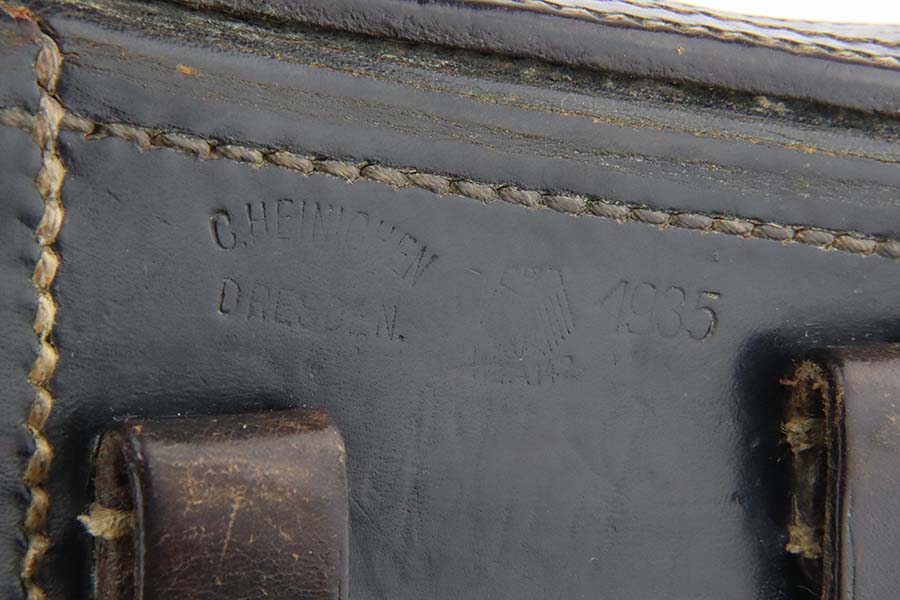 C. HEINICHEN
DRESDEN.
1935